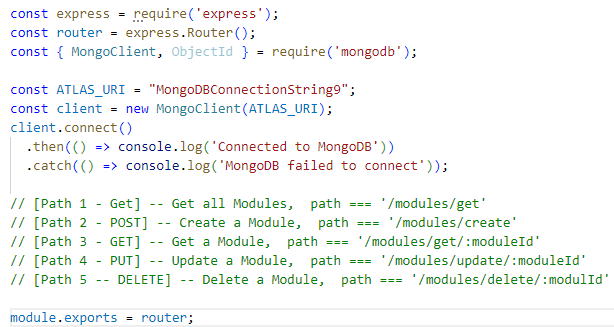 const express = require('express');
const router = express.Router();
const { MongoClient, ObjectId } = require('mongodb');
const ATLAS_URI = "MongoDBConnectionString9";
const client = new MongoClient(ATLAS_URI);
client.connect()
.then(() => console.log('Connected to MongoDB'))
.catch(() => console.log('MongoDB failed to connect'));
// [Path 1 - Get] -- Get all Modules,  path === '/modules/get'
// [Path 2 - POST] -- Create a Module,  path === '/modules/create'
// [Path 3 - GET] -- Get a Module,  path === '/modules/get/:moduleId'
// [Path 4 - PUT] -- Update a Module,  path === '/modules/update/:moduleId'
// [Path 5 -- DELETE] -- Delete a Module,  path === '/modules/delete/:modulId'
module.exports = router;